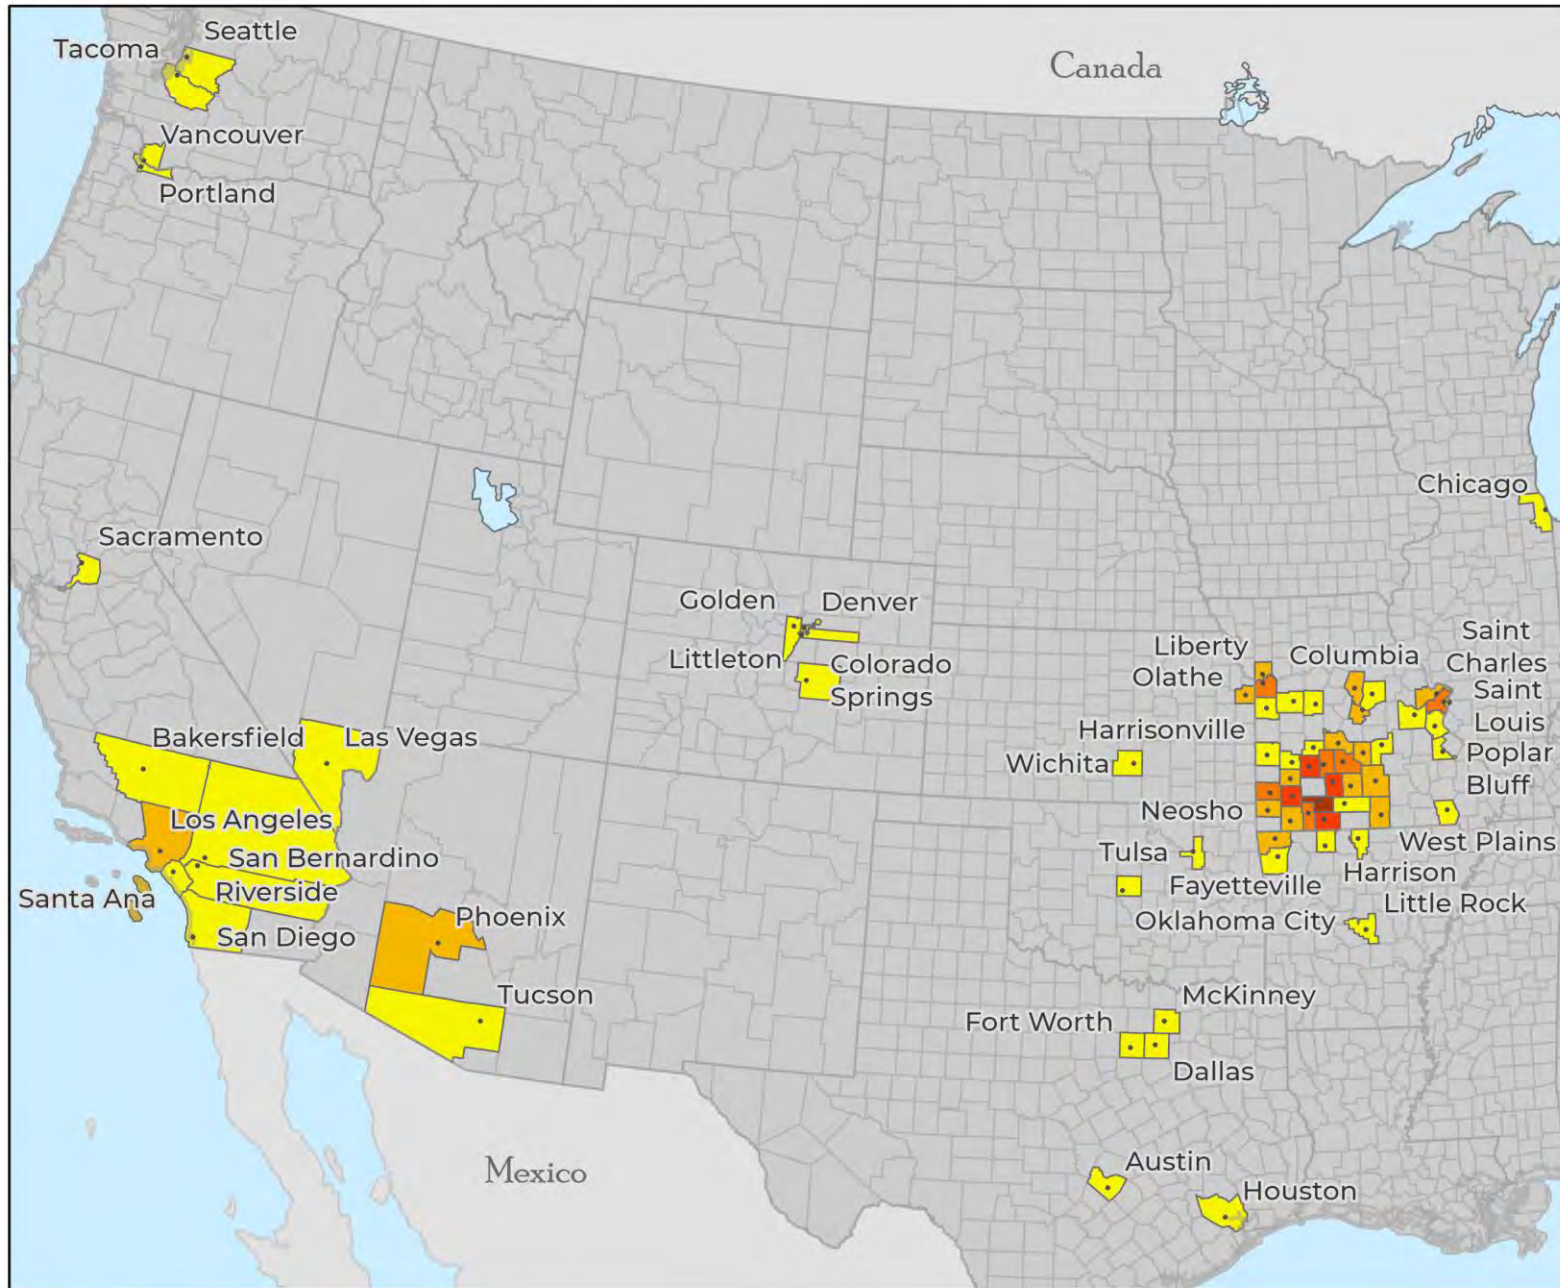 Seattle
Tacoma
Canada
Vancouver
Portland
Chicago
Sacramento
Golden
Denver
Littleton
Colorado
Springs
Liberty
Olathe
Columbia
Saint
Charles
Saint
Louis
Harrisonville
Poplar
Bluff
Wichita
Bakersfield
Las Vegas
Neosho
Los Angeles
West Plains
San Bernardino
Tulsa
Harrison
Santa Ana
Riverside
Fayetteville
Little Rock
Phoenix
Oklahoma City
San Diego
Tucson
McKinney
Fort Worth
Dallas
Mexico
Austin
Houston